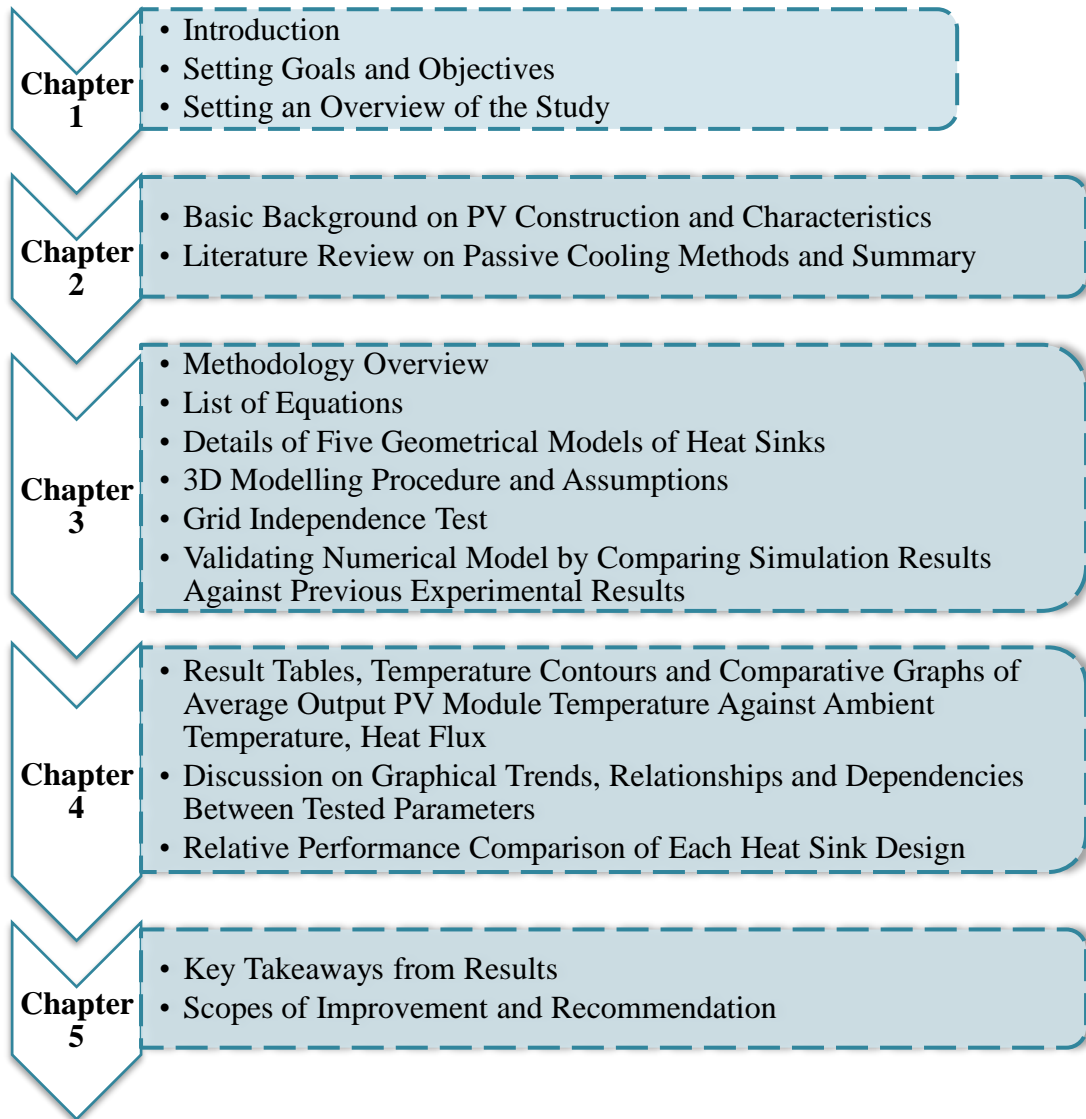 Chapter
1
• Introduction
• Setting Goals and Objectives
• Setting an Overview of the Study
Chapter
2
• Basic Background on PV Construction and Characteristics
• Literature Review on Passive Cooling Methods and Summary
Chapter
3
• Methodology Overview
• List of Equations
• Details of Five Geometrical Models of Heat Sinks
• 3D Modelling Procedure and Assumptions
• Grid Independence Test
• Validating Numerical Model by Comparing Simulation Results
Against Previous Experimental Results
Chapter
4
• Result Tables, Temperature Contours and Comparative Graphs of
Average Output PV Module Temperature Against Ambient
Temperature, Heat Flux
• Discussion on Graphical Trends, Relationships and Dependencies
Between Tested Parameters
• Relative Performance Comparison of Each Heat Sink Design
Chapter
5
• Key Takeaways from Results
• Scopes of Improvement and Recommendation